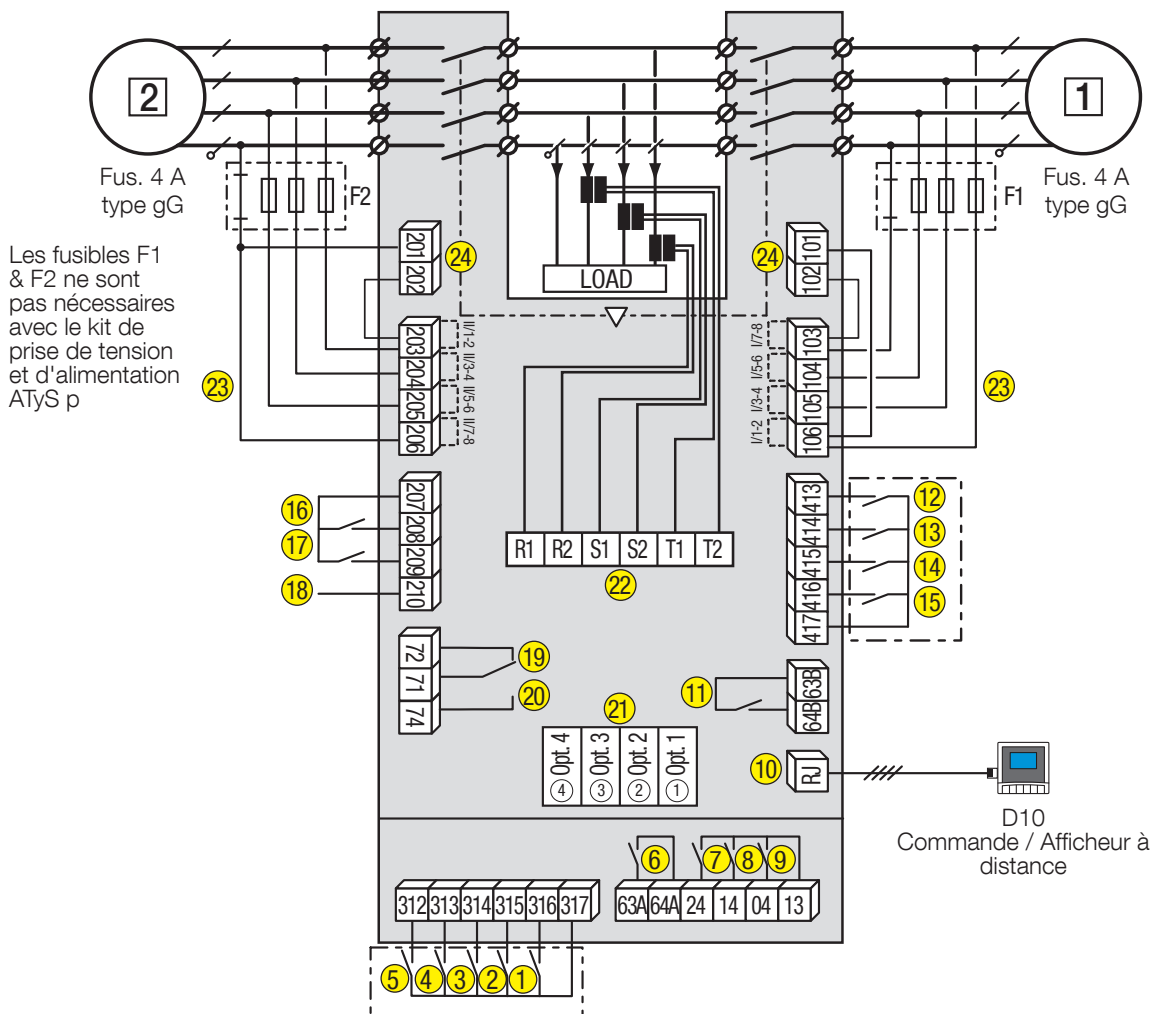 2
1
Fus. 4 A
type gG
F2
F1
Fus. 4 A
type gG
Les fusibles F1
& F2 ne sont
pas nécessaires
avec le kit de
prise de tension
et d'alimentation
ATyS p
201
202
24
24
101
102
LOAD
203
204
205
206
II/1-2
II/3-4
II/5-6
II/7-8
23
I/7-8
I/5-6
I/3-4
I/1-2
103
104
105
106
23
207
208
209
210
16
17
18
R1 R2 S1 S2 T1 T2
22
413
414
415
416
417
12
13
14
15
72
71
74
19
20
21
4 Opt. 4
3 Opt. 3
2 Opt. 2
1 Opt. 1
11
63B
64B
10
RJ
D10
Commande / Afficheur à
distance
6 7 8 9
312 313 314 315 316 317
63A 64A 24 14 04 13
5 4 3 2 1